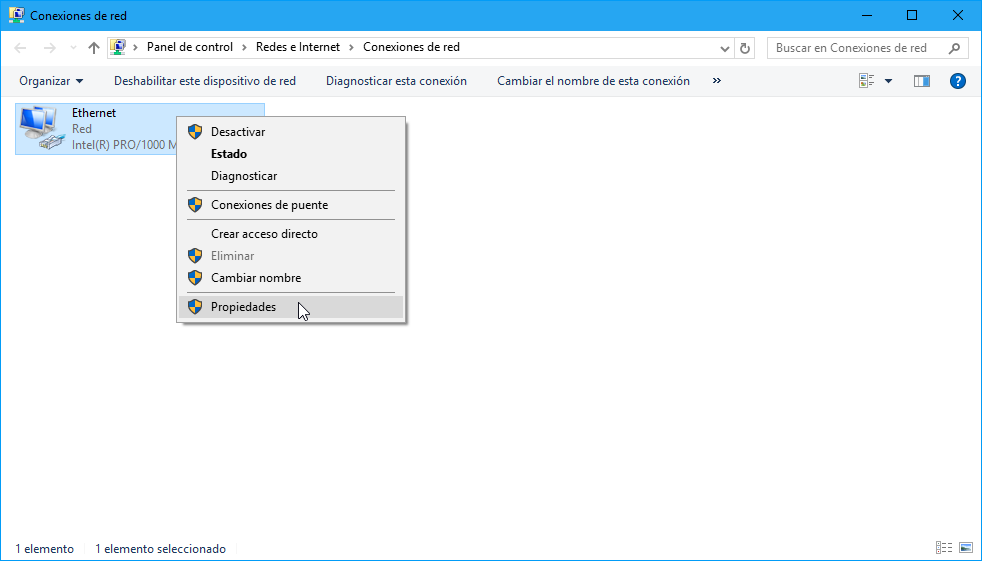 Conexiones de red
Panel de control > Redes e Internet > Conexiones de red
Buscar en Conexiones de red
Organizar Deshabilitar este dispositivo de red Diagnosticar esta conexión Cambiar el nombre de esta conexión »
Ethernet
Red
Intel(R) PRO/1000 M
Desactivar
Estado
Diagnosticar
Conexiones de puente
Crear acceso directo
Eliminar
Cambiar nombre
Propiedades
1 elemento 1 elemento seleccionado